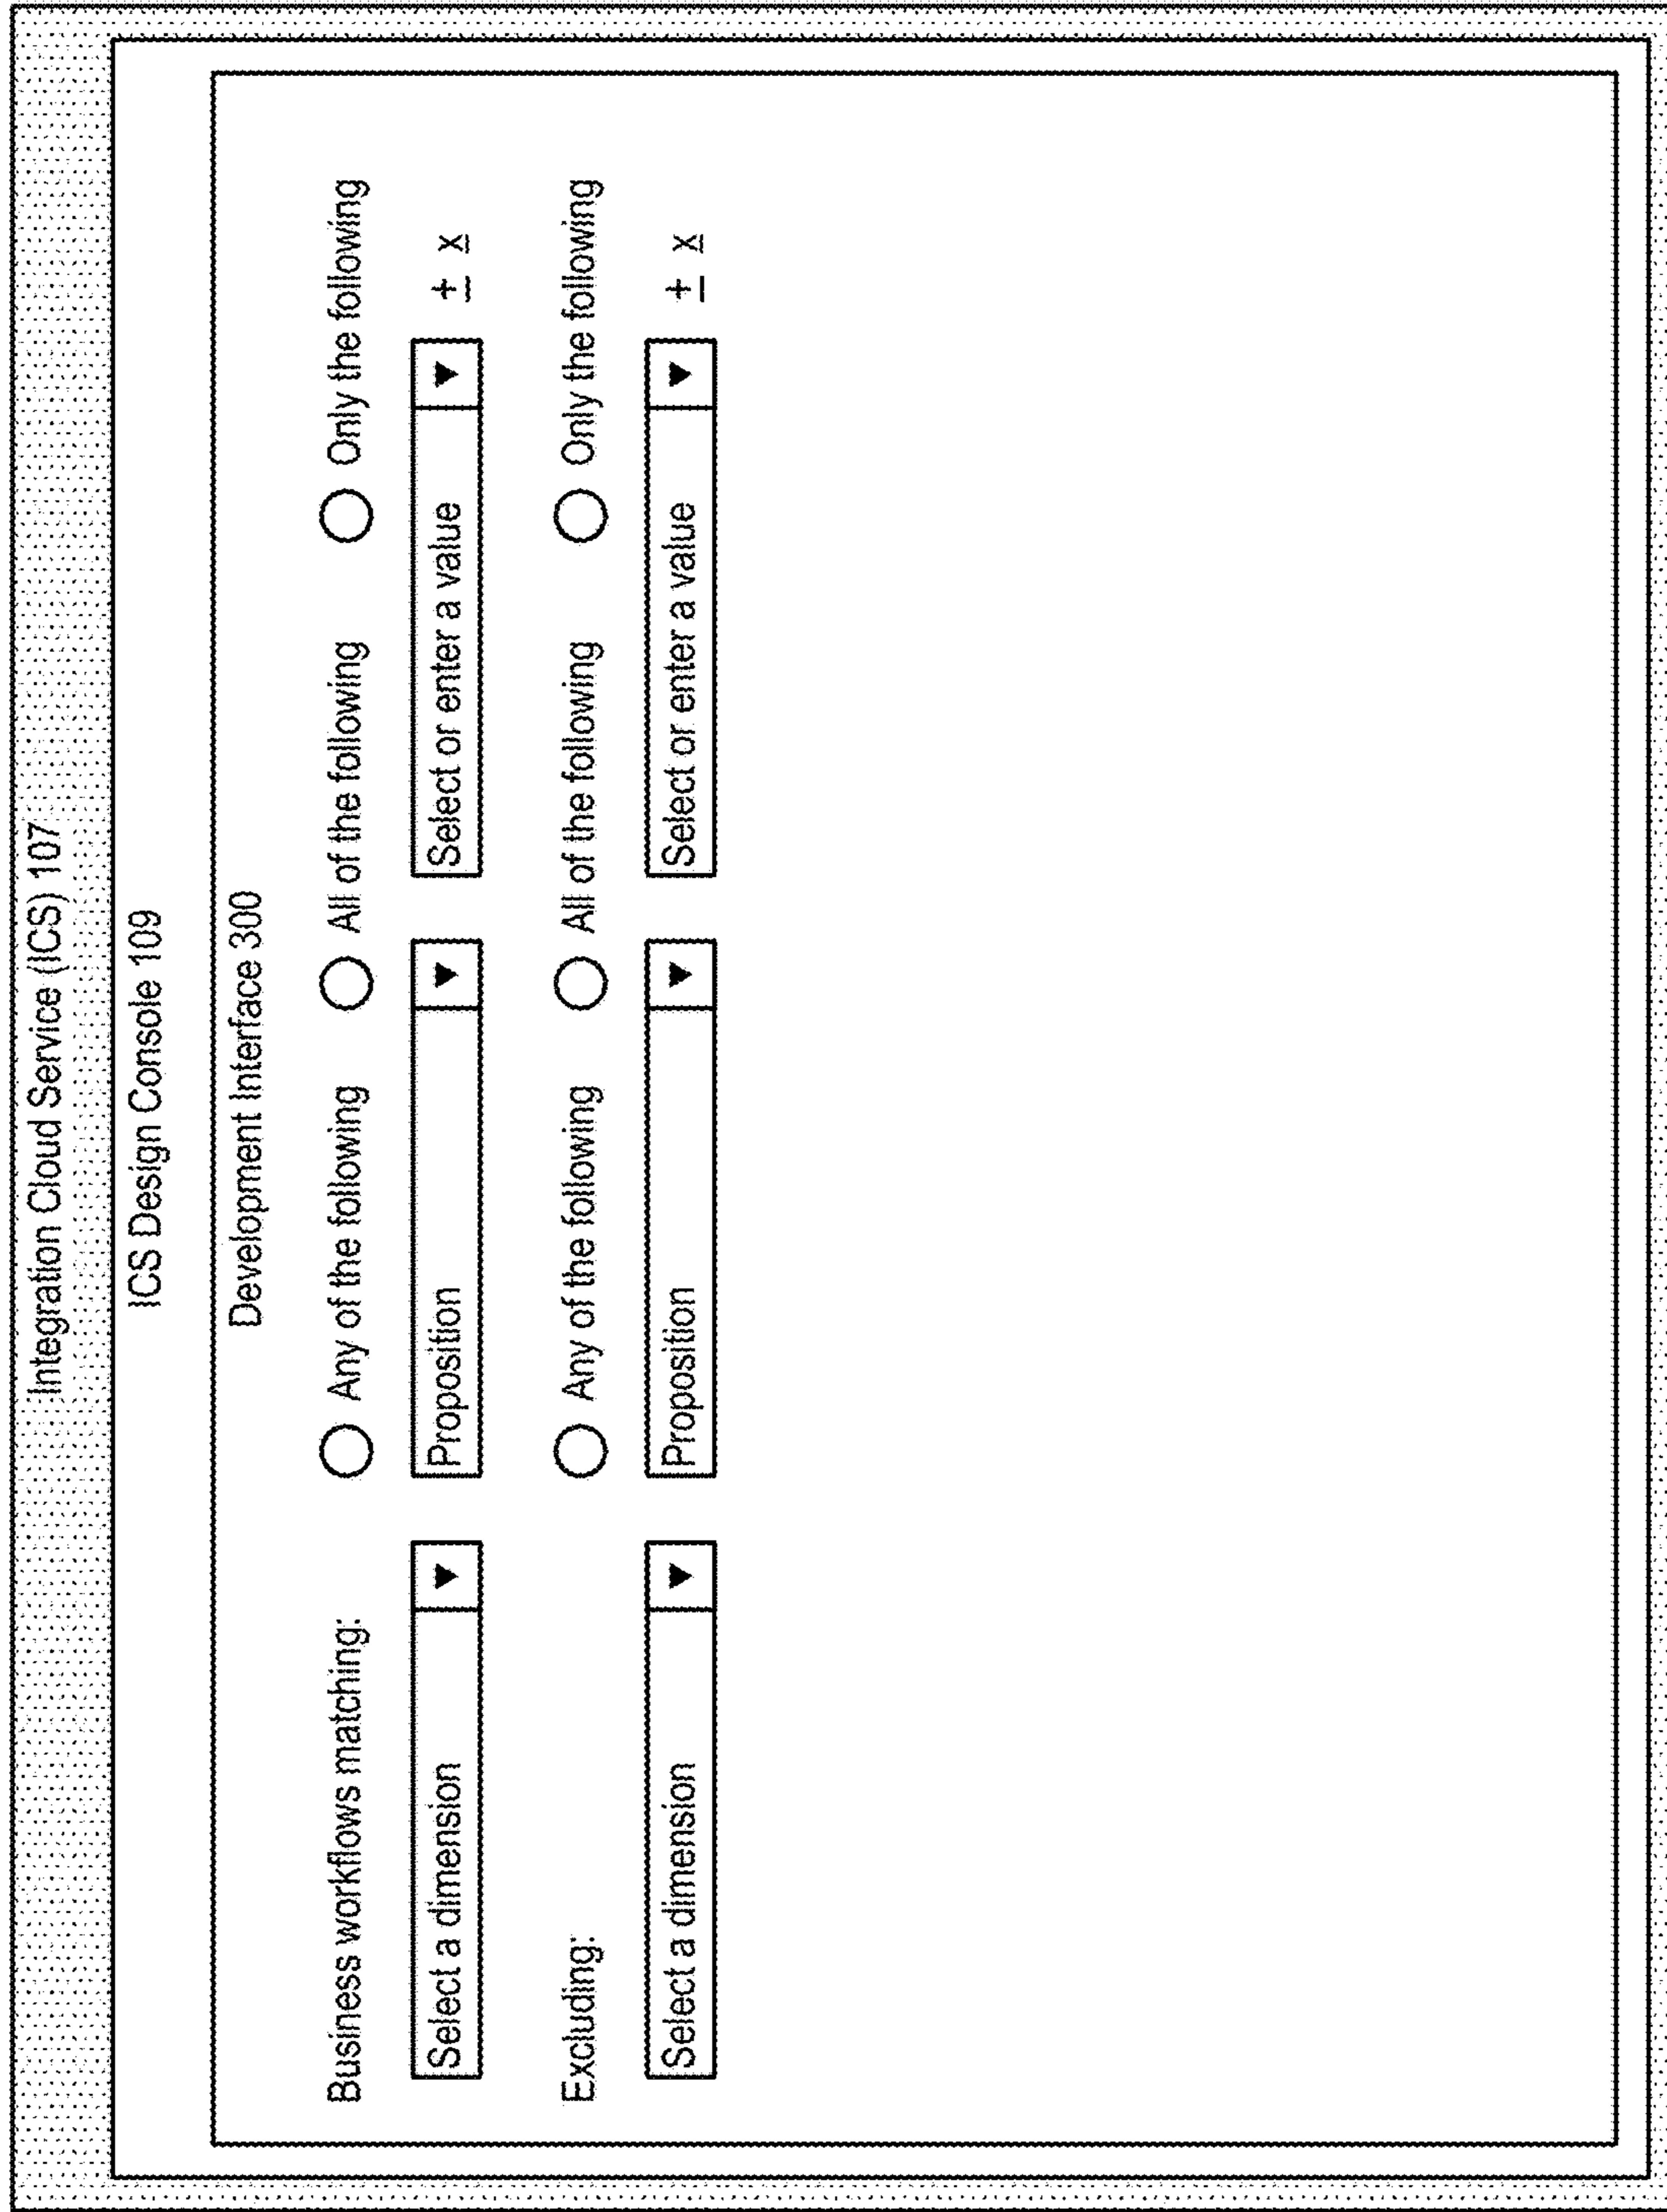 Integration Cloud Service (ICS) 107
ICS Design Console 109
Development Interface 300
Business workflows matching: Any of the following All of the following Only the following
Select a dimension ▼ Proposition ▼ Select or enter a value ▼ + x
Excluding: Any of the following All of the following Only the following
Select a dimension ▼ Proposition ▼ Select or enter a value ▼ + x